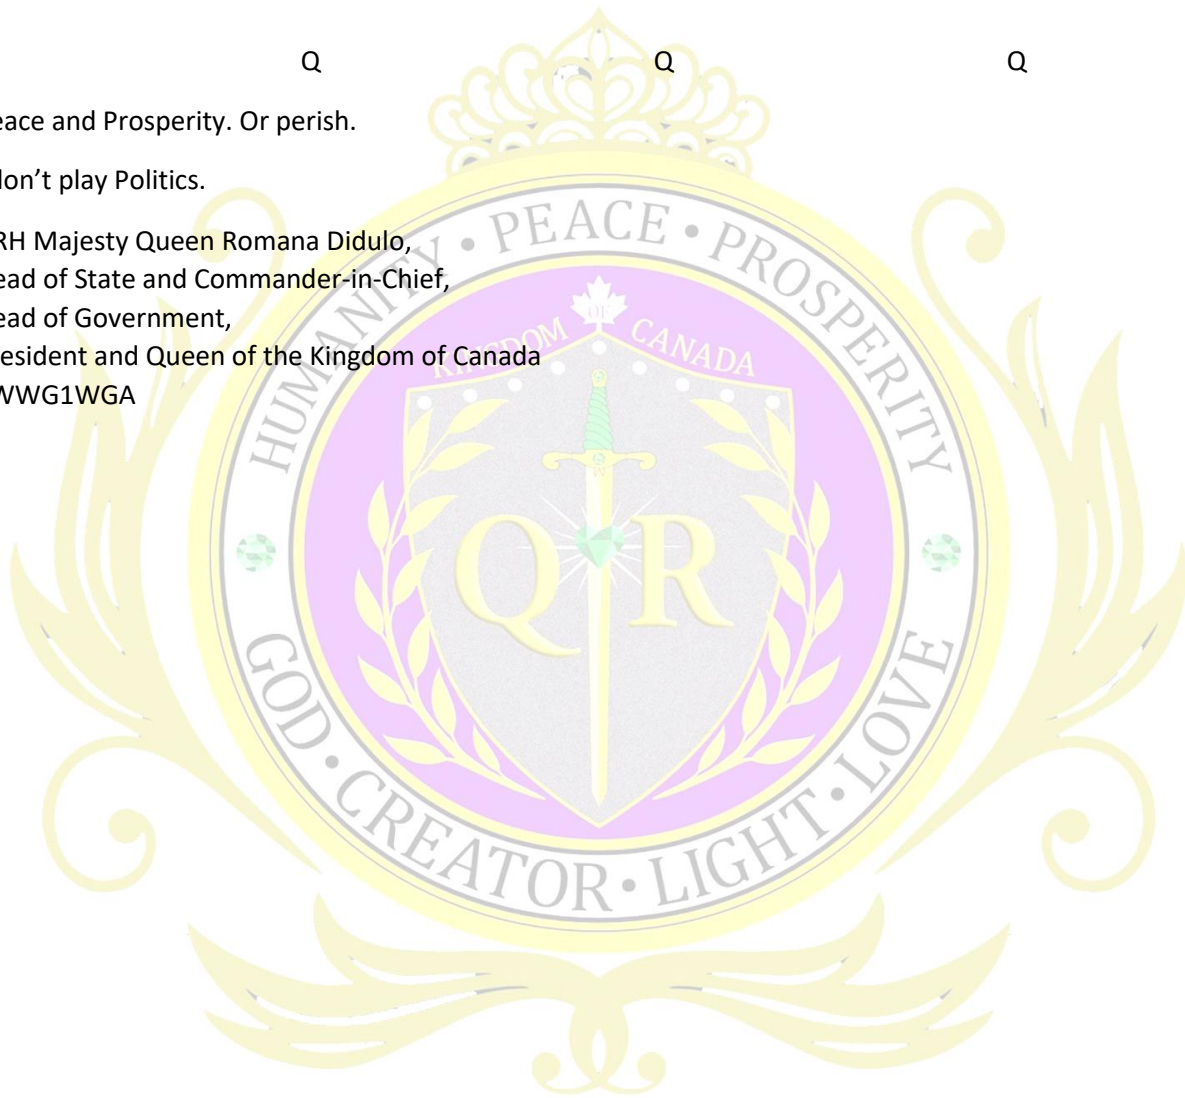 Q Q Q
eace and Prosperity. Or perish.
don’t play Politics.
RH Majesty Queen Romana Didulo,
ead of State and Commander-in-Chief,
ead of Government,
resident and Queen of the Kingdom of Canada
WWG1WGA
HUMANITY • PEACE • PROSPERITY
KINGDOM OF CANADA
Q R
GOD • CREATOR • LIGHT • LOVE